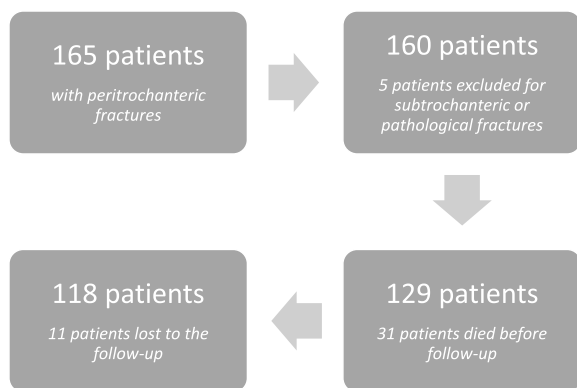 165 patients
with peritrochanteric
fractures
160 patients
5 patients excluded for
subtrochanteric or
pathological fractures
129 patients
31 patients died before
follow-up
118 patients
11 patients lost to the
follow-up